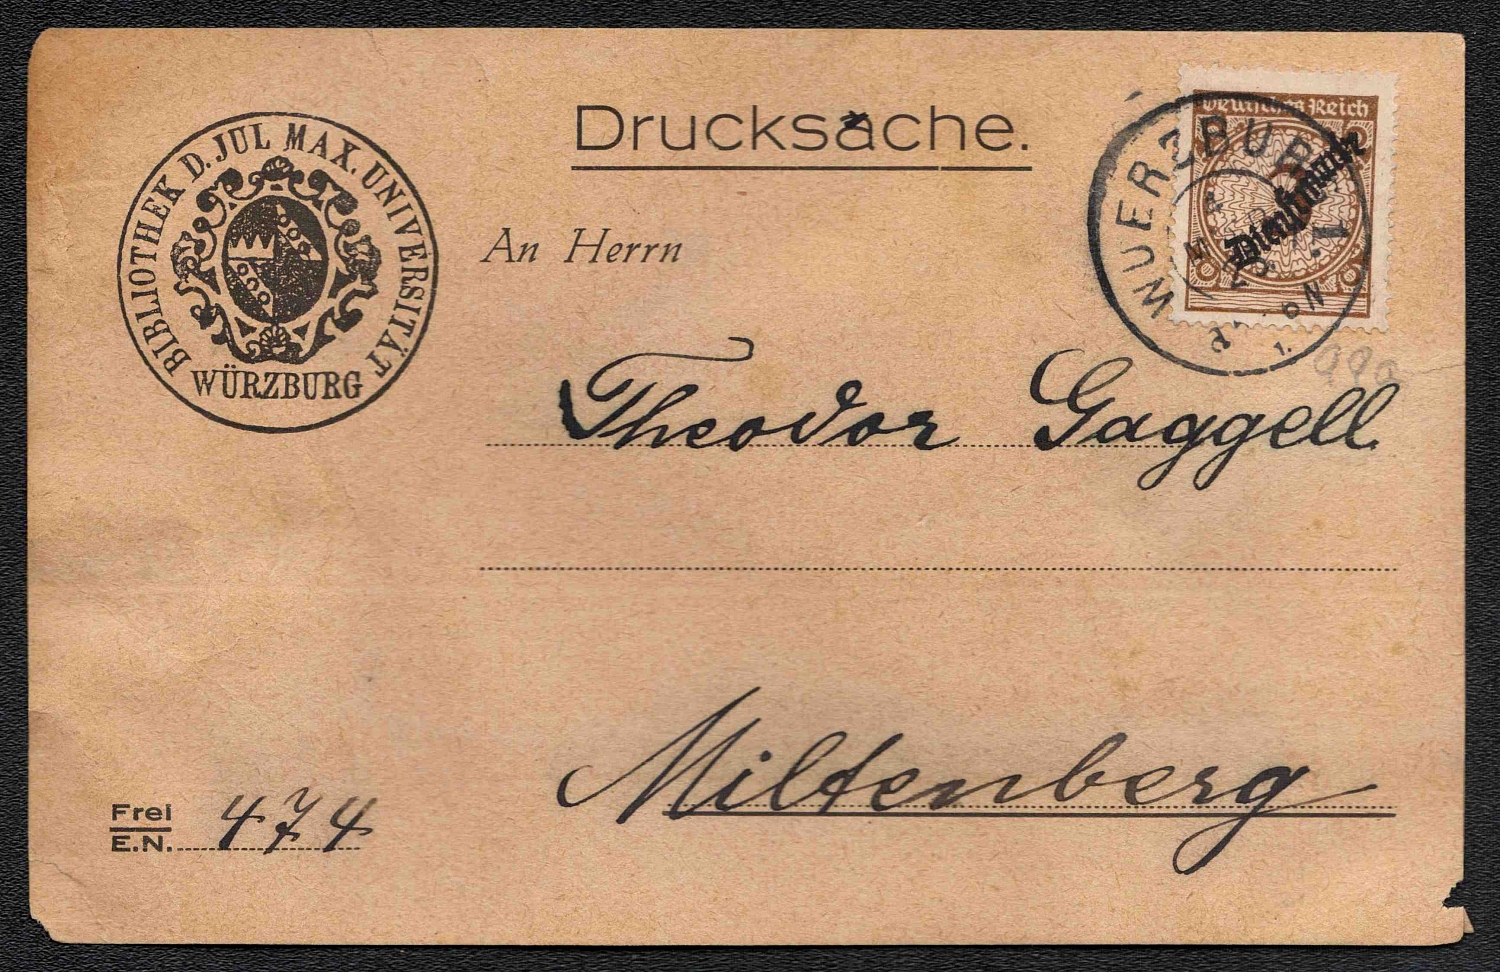 Drucksache.
BIBLIOTHEK D. JUL MAX. UNIVERSITÄT
WÜRZBURG
Deutsches Reich
Dienstmarke
WUERZBURG
An Herrn
Theodor Gaggell
Miltenberg
Frei
E.N. 474